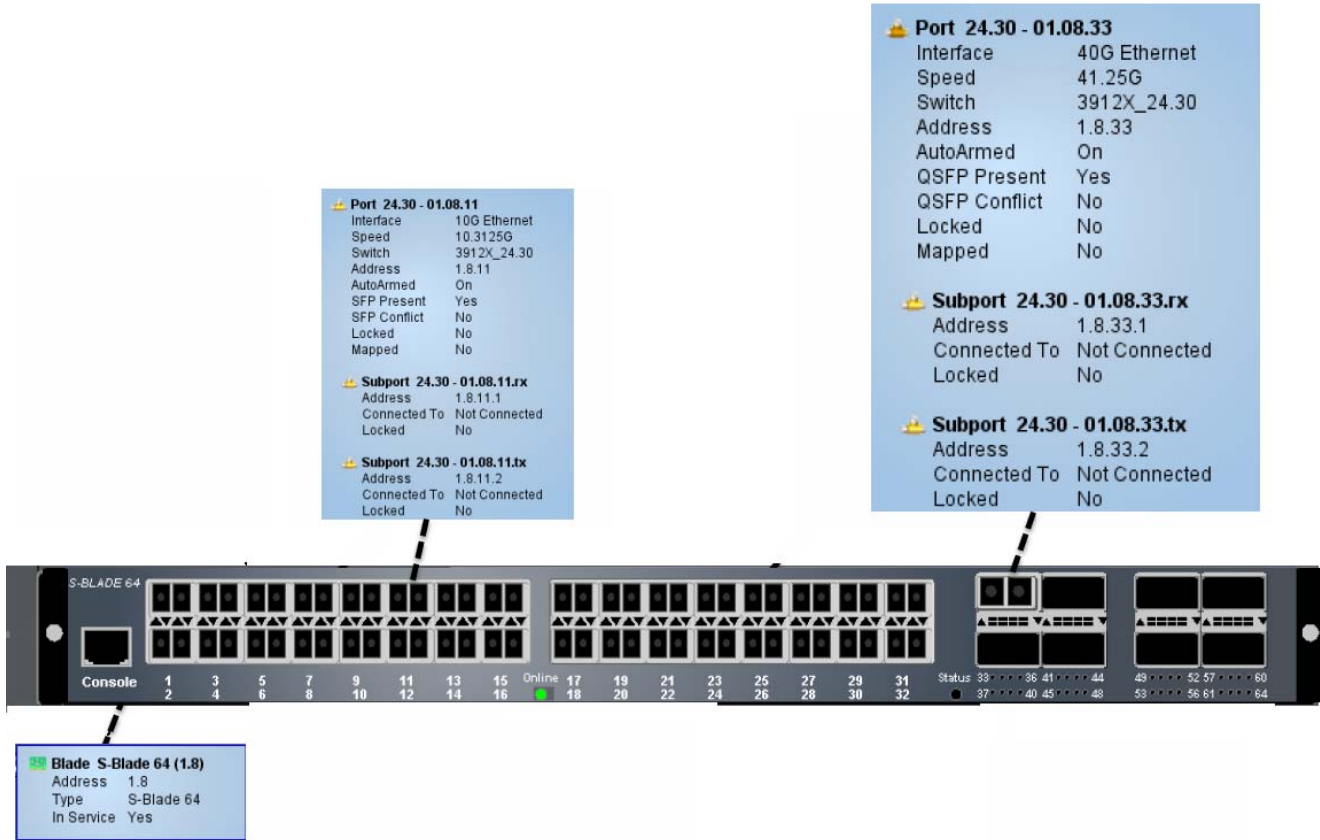 Port 24.30 - 01.08.33
Interface 40G Ethernet
Speed 41.25G
Switch 3912X_24.30
Address 1.8.33
AutoArmed On
QSFP Present Yes
QSFP Conflict No
Locked No
Mapped No
Subport 24.30 - 01.08.33.rx
Address 1.8.33.1
Connected To Not Connected
Locked No
Subport 24.30 - 01.08.33.tx
Address 1.8.33.2
Connected To Not Connected
Locked No
Port 24.30 - 01.08.11
Interface 10G Ethernet
Speed 10.3125G
Switch 3912X_24.30
Address 1.8.11
AutoArmed On
SFP Present Yes
SFP Conflict No
Locked No
Mapped No
Subport 24.30 - 01.08.11.rx
Address 1.8.11.1
Connected To Not Connected
Locked No
Subport 24.30 - 01.08.11.tx
Address 1.8.11.2
Connected To Not Connected
Locked No
S-BLADE 64
Console 1 3 5 7 9 11 13 15 Online 17 19 21 23 25 27 29 31 Status 33 36 41 44 49 52 57 60
2 4 6 8 10 12 14 16 18 20 22 24 26 28 30 32 37 40 45 48 53 56 61 64
Blade S-Blade 64 (1.8)
Address 1.8
Type S-Blade 64
In Service Yes